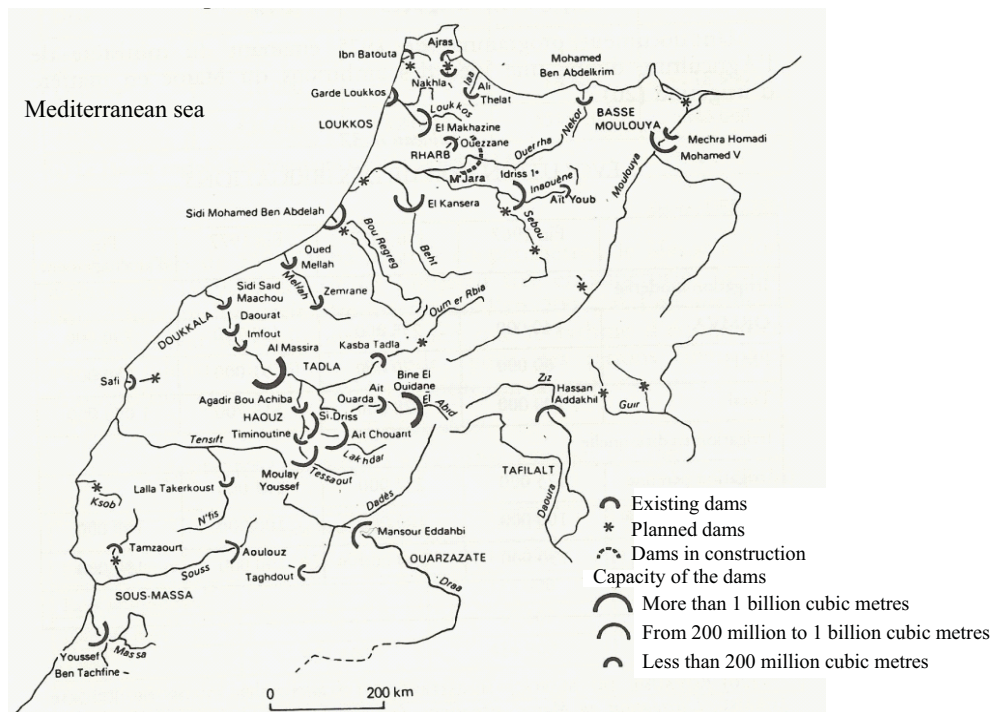 Ajras
Ibn Batouta
Mohamed
Ben Abdelkrim
Nakhla
Iaa
Ali
Thelat
Garde Loukkos
Mediterranean sea
Loukkos
LOUKKOS
El Makhazine
Nekor
BASSE
MOULOUYA
Mechra Homadi
Mohamed V
Ouezzane
Ouerrha
RHARB
M'Jara
Idriss 1º
Inaouène
Moulouya
Aït Youb
El Kansera
Sidi Mohamed Ben Abdelah
Sebou
Bou Regreg
Beht
Oued
Mellah
Mellah
Zemrane
Oum er Rbia
Sidi Said
Maachou
Daourat
DOUKKALA
Imfout
Al Massira
Kasba Tadla
TADLA
Safi
Bine El
Ouidane
Ait
Ouarda
El
Abid
Ziz
Hassan
Addakhil
Guir
Agadir Bou Achiba
HAOUZ
Si-Driss
Timinoutine
Ait Chouarit
Tensift
Lakhdar
Tessaout
Moulay
Youssef
TAFILALT
Lalla Takerkoust
Dadès
Daoura
Ksob
N'fis
Existing dams
Planned dams
Dams in construction
Mansour Eddahbi
Tamzaourt
Aoulouz
OUARZAZATE
Souss
Taghdout
Draa
Capacity of the dams
SOUS-MASSA
More than 1 billion cubic metres
From 200 million to 1 billion cubic metres
Less than 200 million cubic metres
Massa
Youssef
Ben Tachfine
0 200 km